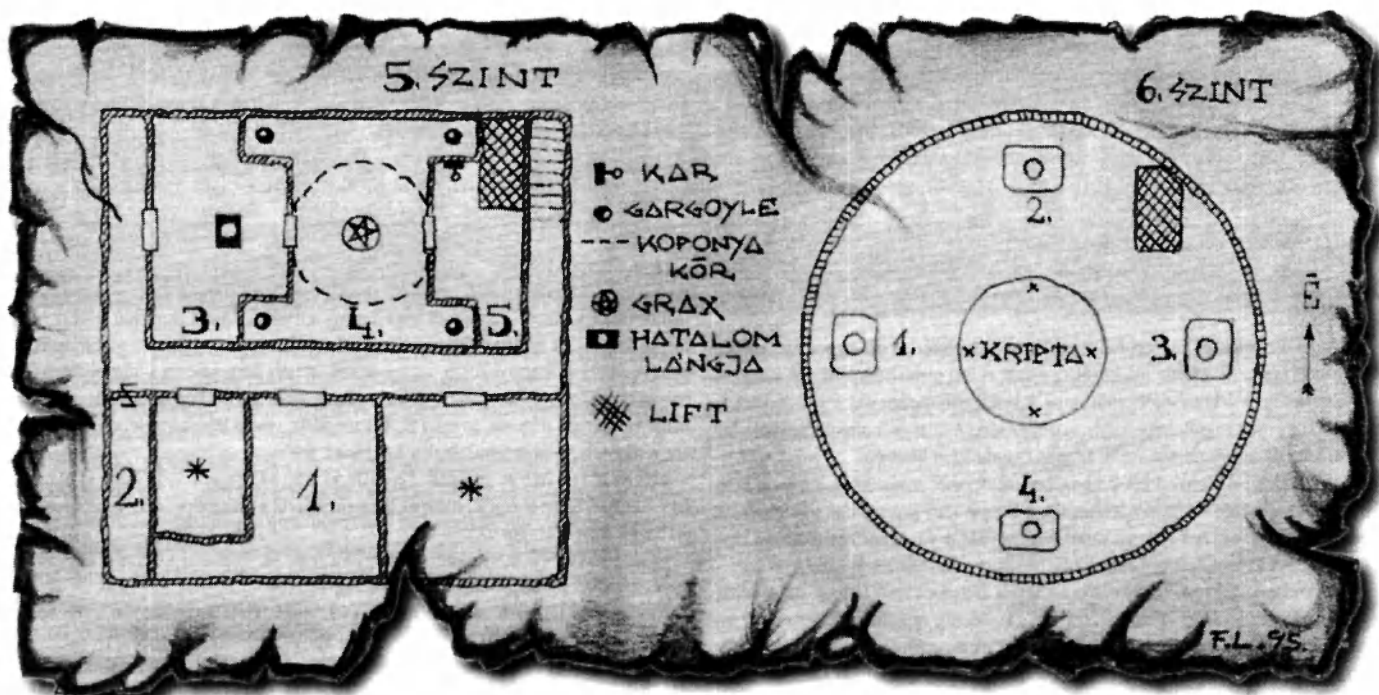 5. SZINT
6. SZINT
KAR
GARGOYLE
KOPONYA
KŌR
GRAX
HATALOM
LÁNGJA
LIFT
3.
4.
5.
2.
1.
2.
1.
KRIPTA
3.
4.
É
F.L.95.